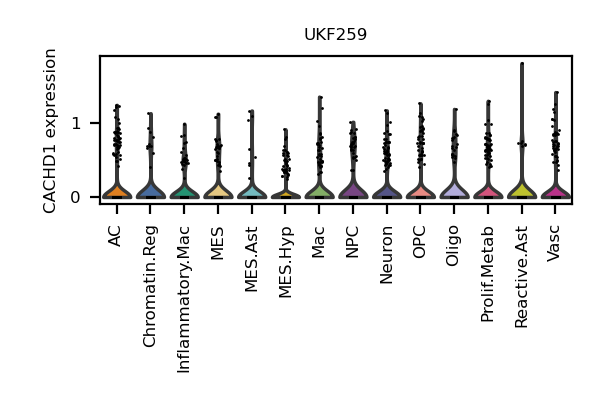 UKF259
CACHD1 expression
1
0
AC
Chromatin.Reg
Inflammatory.Mac
MES
MES.Ast
MES.Hyp
Mac
NPC
Neuron
OPC
Oligo
Prolif.Metab
Reactive.Ast
Vasc